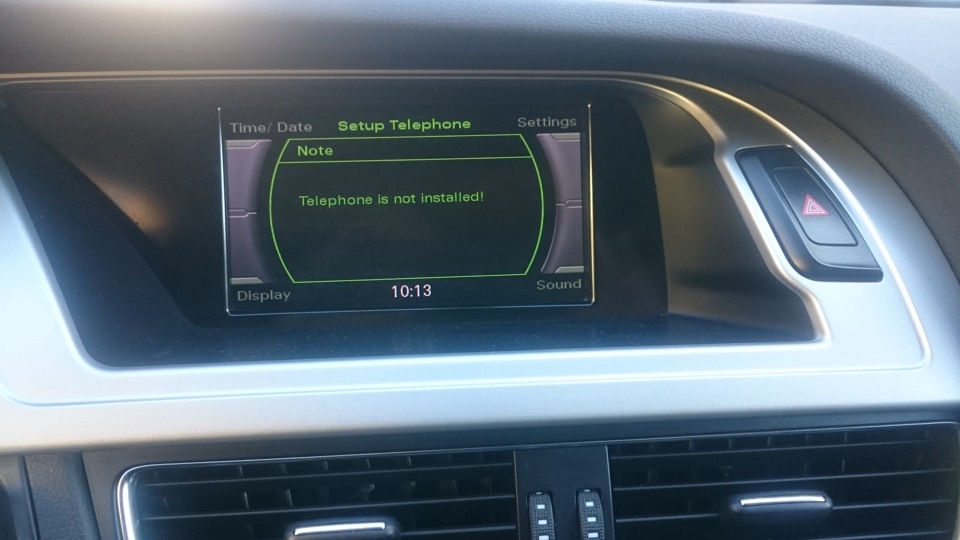 Time/ Date Setup Telephone Settings
Note
Telephone is not installed!
Display 10:13 Sound